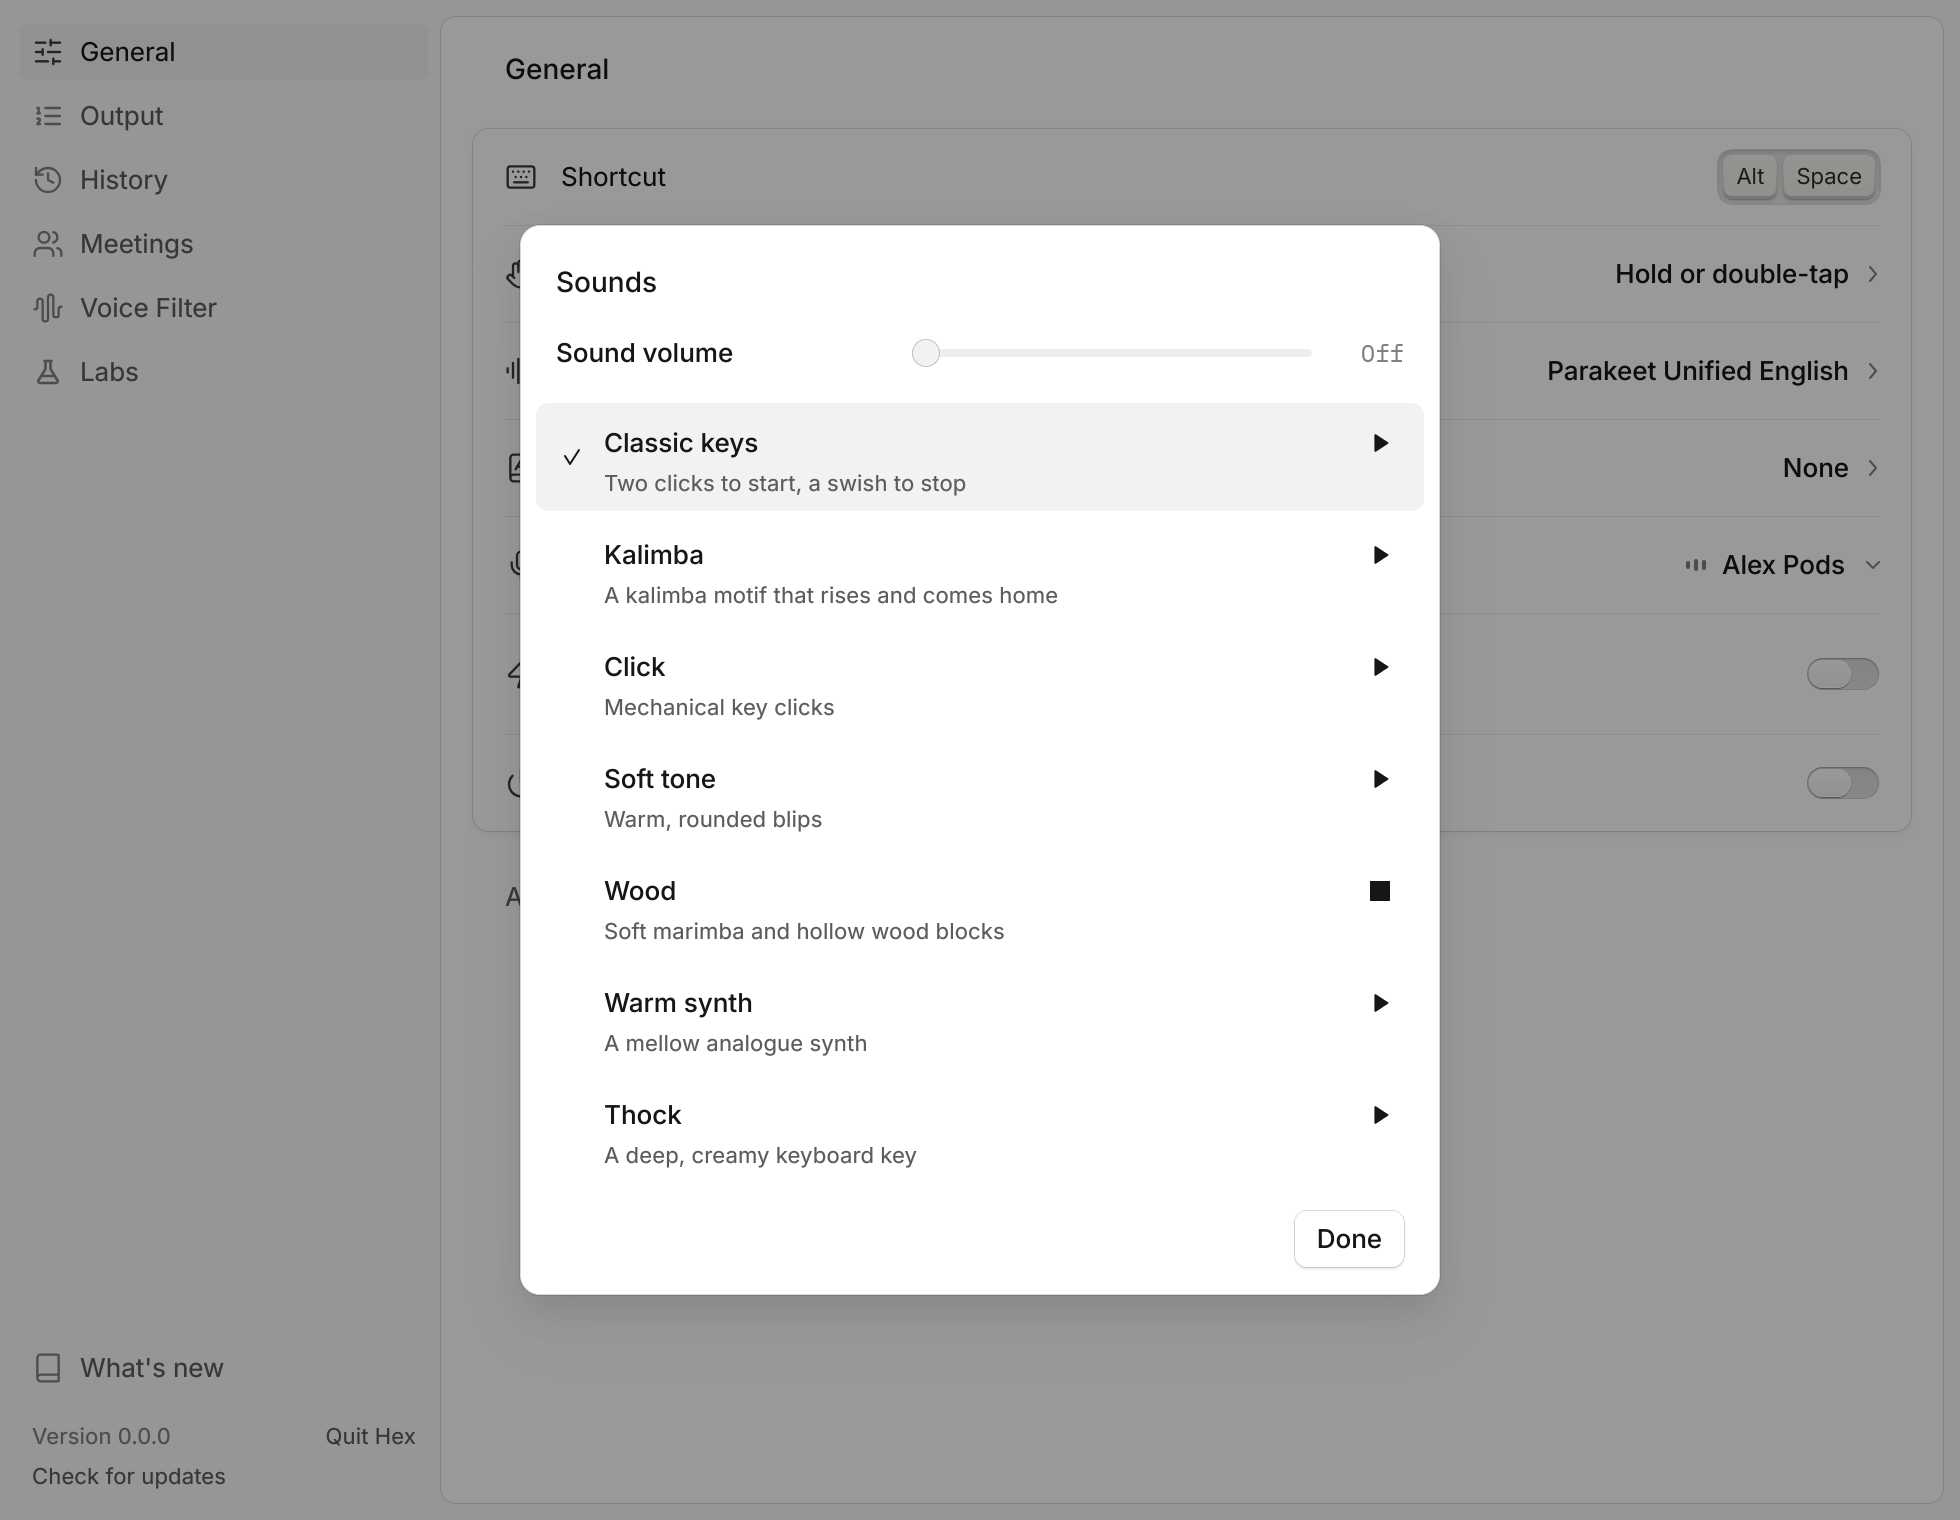 General
Output
History
Meetings
Voice Filter
Labs
General
Shortcut
Alt Space
Hold or double-tap
Parakeet Unified English
None
Alex Pods
Sounds
Sound volume
Off
Classic keys
Two clicks to start, a swish to stop
Kalimba
A kalimba motif that rises and comes home
Click
Mechanical key clicks
Soft tone
Warm, rounded blips
Wood
Soft marimba and hollow wood blocks
Warm synth
A mellow analogue synth
Thock
A deep, creamy keyboard key
Done
What's new
Version 0.0.0
Quit Hex
Check for updates